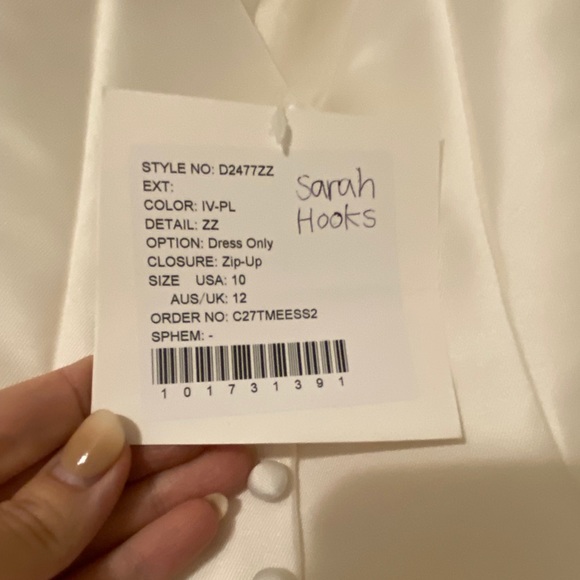 STYLE NO: D2477ZZ
EXT:
COLOR: IV-PL
DETAIL: ZZ
OPTION: Dress Only
CLOSURE: Zip-Up
SIZE USA: 10
AUS/UK: 12
ORDER NO: C27TMEESS2
SPHEM: -
1 0 1 7 3 1 3 9 1
Sarah
Hooks